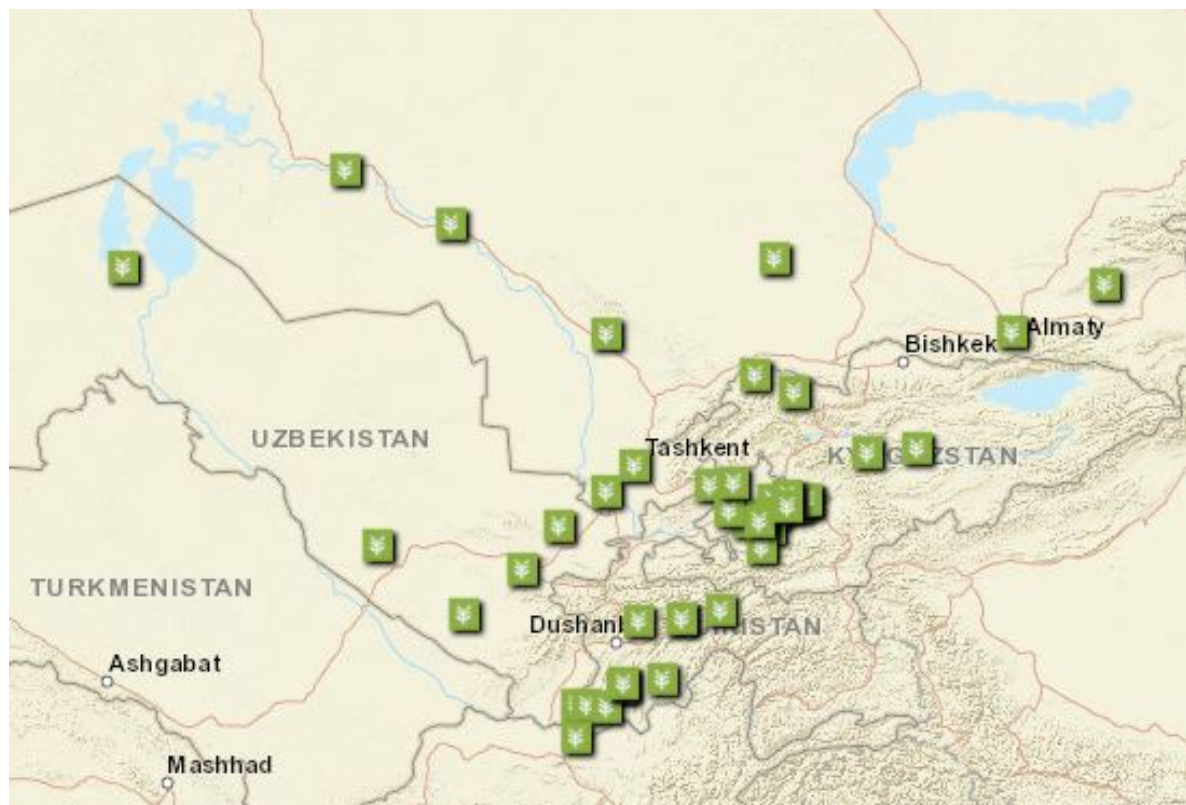 Almaty
Bishkek
UZBEKISTAN
Tashkent
TURKMENISTAN
Ashgabat
Mashhad